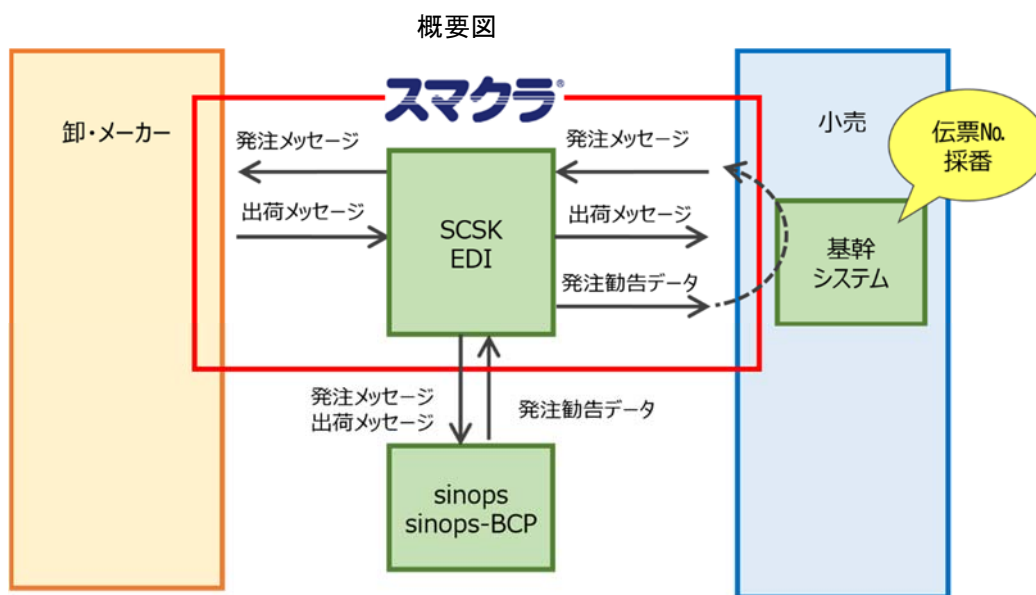 概要図
スマクラ®
卸・メーカー
小売
伝票No.
採番
発注メッセージ
発注メッセージ
出荷メッセージ
出荷メッセージ
SCSK
EDI
基幹
システム
発注勧告データ
発注メッセージ
出荷メッセージ
発注勧告データ
sinops
sinops-BCP